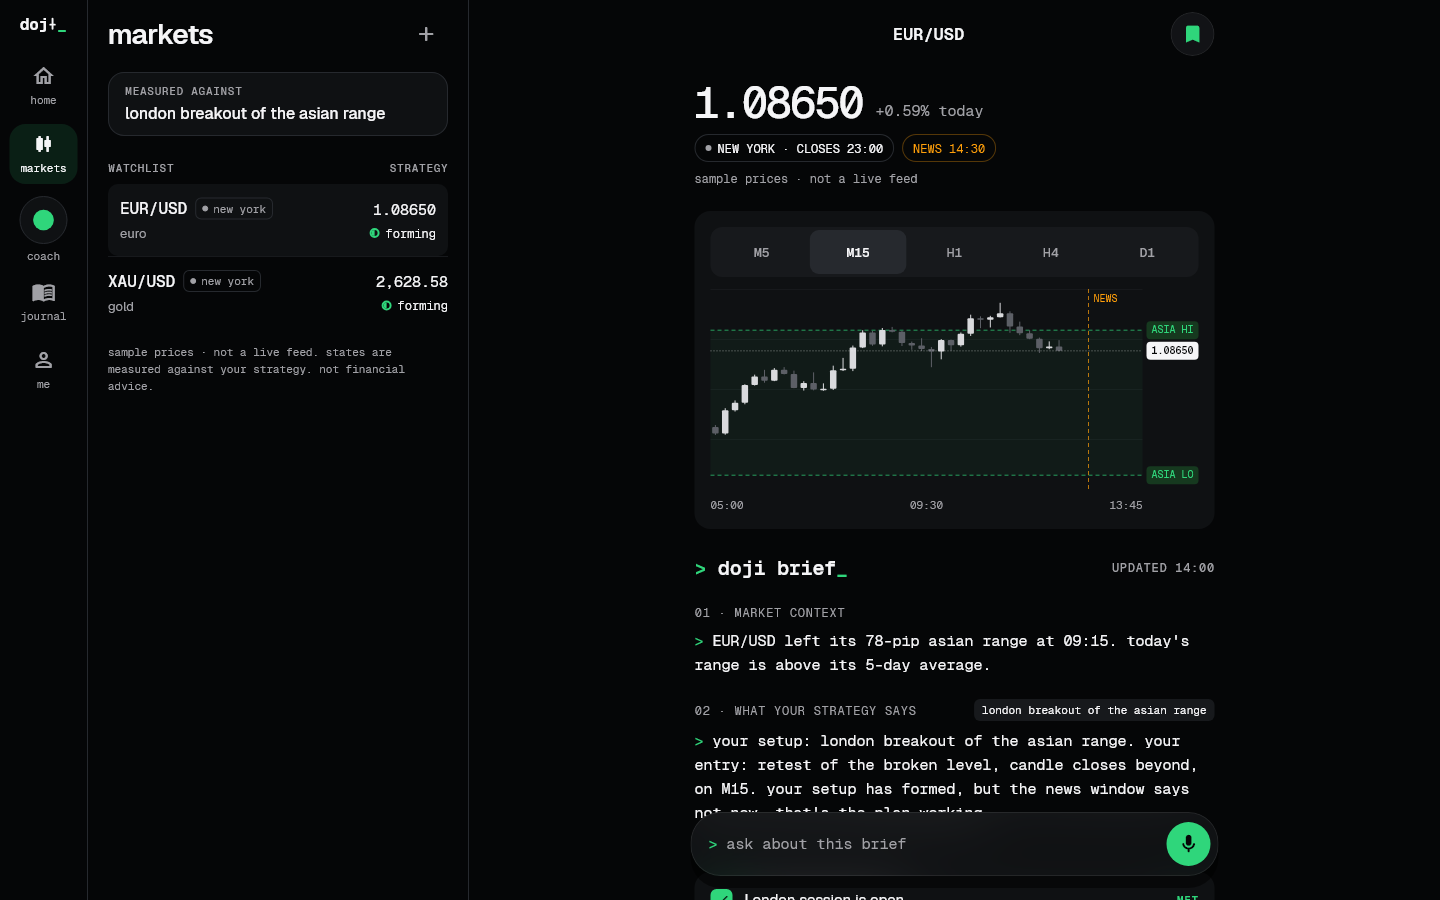 doji_
home
markets
coach
journal
me
markets
MEASURED AGAINST
london breakout of the asian range
WATCHLIST STRATEGY
EUR/USD new york 1.08650
euro forming
XAU/USD new york 2,628.58
gold forming
sample prices · not a live feed. states are
measured against your strategy. not financial
advice.
EUR/USD
1.08650 +0.59% today
NEW YORK · CLOSES 23:00 NEWS 14:30
sample prices · not a live feed
M5 M15 H1 H4 D1
NEWS
ASIA HI
1.08650
ASIA LO
05:00 09:30 13:45
> doji brief_ UPDATED 14:00
01 · MARKET CONTEXT
> EUR/USD left its 78-pip asian range at 09:15. today's
range is above its 5-day average.
02 · WHAT YOUR STRATEGY SAYS london breakout of the asian range
> your setup: london breakout of the asian range. your
entry: retest of the broken level, candle closes beyond,
on M15. your setup has formed, but the news window says
not now. that's the plan working.
> ask about this brief
London session is open MET